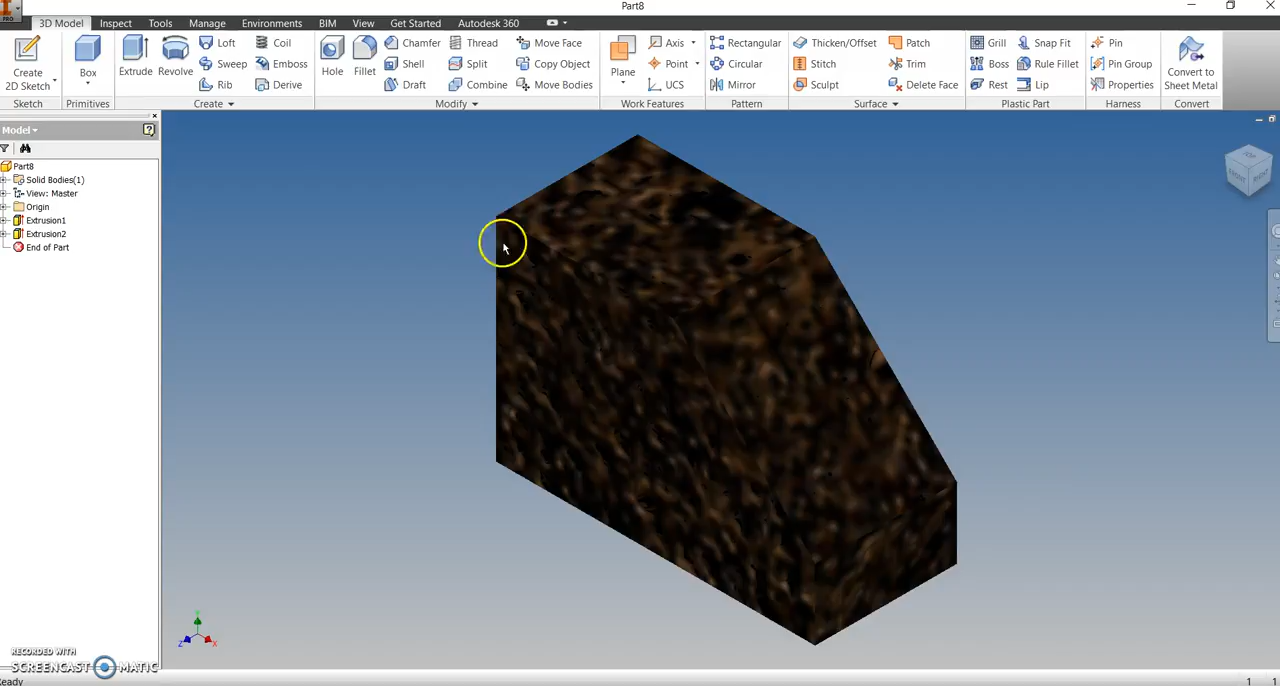 Part8
PRO
3D Model Inspect Tools Manage Environments BIM View Get Started Autodesk 360
Create 2D Sketch
Sketch
Box
Primitives
Extrude Revolve
Loft Coil
Sweep Emboss
Rib Derive
Create
Hole Fillet
Chamfer Thread Move Face
Shell Split Copy Object
Draft Combine Move Bodies
Modify
Plane
Axis
Point
UCS
Work Features
Rectangular
Circular
Mirror
Pattern
Thicken/Offset Patch
Stitch Trim
Sculpt Delete Face
Surface
Grill Snap Fit
Boss Rule Fillet
Rest Lip
Plastic Part
Pin
Pin Group
Properties
Harness
Convert to Sheet Metal
Convert
Model
Part8
Solid Bodies(1)
View: Master
Origin
Extrusion1
Extrusion2
End of Part
TOP
FRONT RIGHT
Y
Z X
RECORDED WITH
SCREENCAST MATIC
eady
1 1